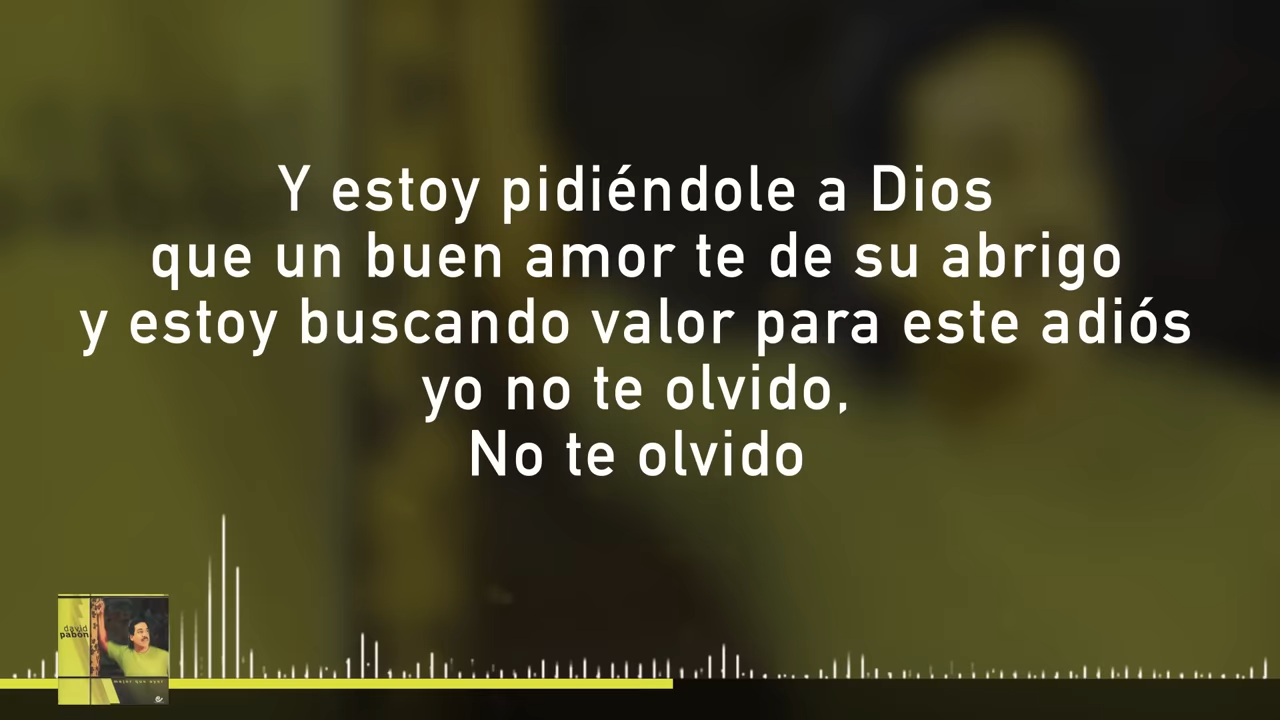 Y estoy pidiéndole a Dios
que un buen amor te de su abrigo
y estoy buscando valor para este adiós
yo no te olvido,
No te olvido
david
pabón